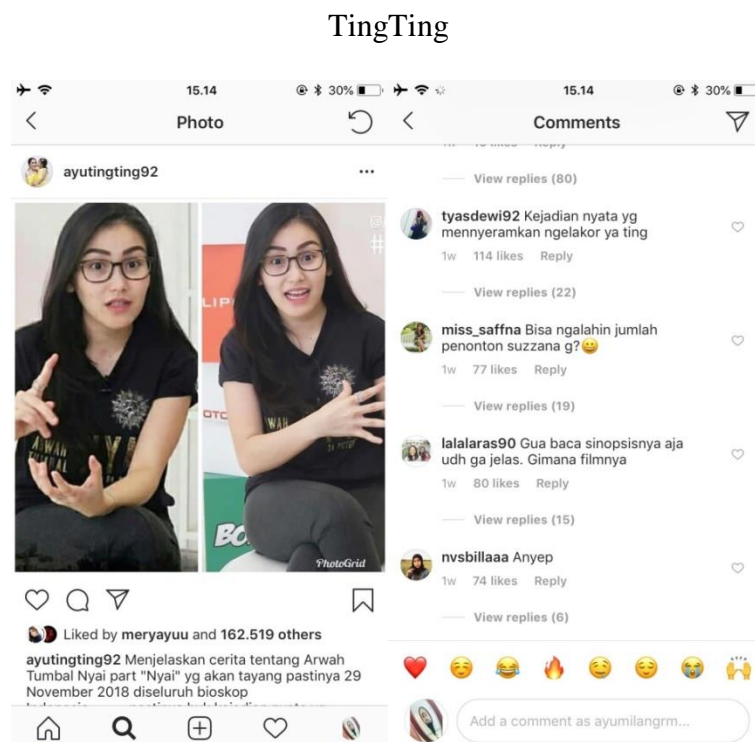 TingTing
15.14
30%
Photo
ayutingting92
LIP
OTO
ARWAH
TUMBAL
BO
PhotoGrid
Liked by meryayuu and 162.519 others
ayutingting92 Menjelaskan cerita tentang Arwah
Tumbal Nyai part "Nyai" yg akan tayang pastinya 29
November 2018 diseluruh bioskop
15.14
30%
Comments
View replies (80)
tyasdewi92 Kejadian nyata yg
mennyeramkan ngelakor ya ting
1w 114 likes Reply
View replies (22)
miss_saffna Bisa ngalahin jumlah
penonton suzzana g?😀
1w 77 likes Reply
View replies (19)
lalalaras90 Gua baca sinopsisnya aja
udh ga jelas. Gimana filmnya
1w 80 likes Reply
View replies (15)
nvsbillaaa Anyep
1w 74 likes Reply
View replies (6)
Add a comment as ayumilangrm...